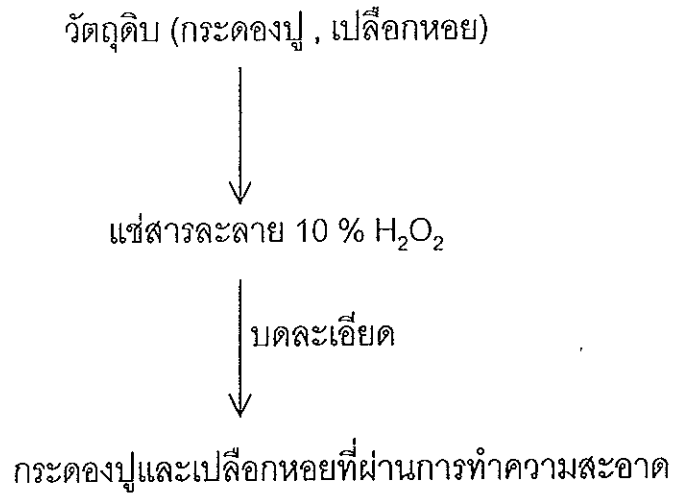 วัตถุดิบ (กระดองปู , เปลือกหอย)
แช่สารละลาย 10 % H₂O₂
บดละเอียด
กระดองปูและเปลือกหอยที่ผ่านการทำความสะอาด